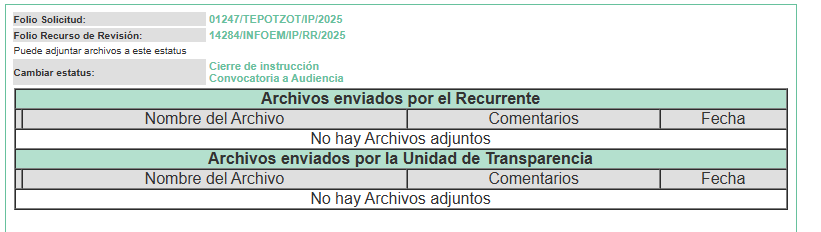 Folio Solicitud: 01247/TEPOTZOT/IP/2025
Folio Recurso de Revisión: 14284/INFOEM/IP/RR/2025
Puede adjuntar archivos a este estatus
Cambiar estatus: Cierre de instrucción
Convocatoria a Audiencia
Archivos enviados por el Recurrente
Nombre del Archivo Comentarios Fecha
No hay Archivos adjuntos
Archivos enviados por la Unidad de Transparencia
Nombre del Archivo Comentarios Fecha
No hay Archivos adjuntos